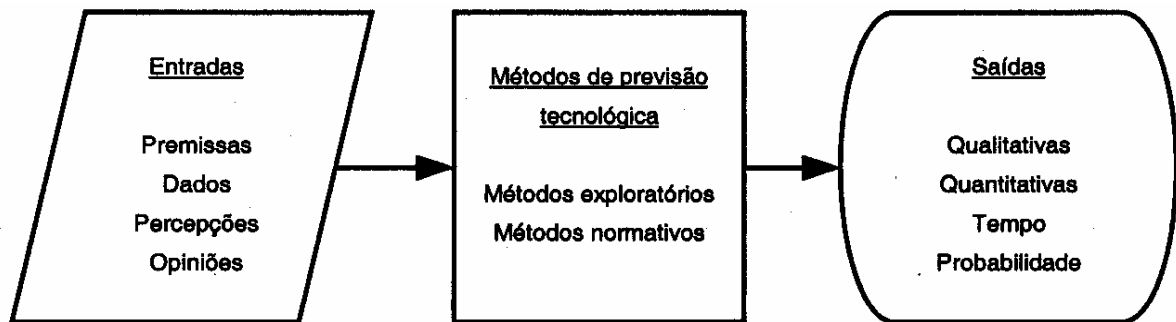 Entradas
Premissas
Dados
Percepções
Opiniões
Métodos de previsão
tecnológica
Métodos exploratórios
Métodos normativos
Saídas
Qualitativas
Quantitativas
Tempo
Probabilidade